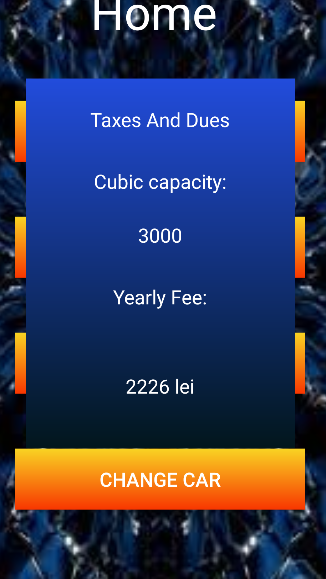 Home
Taxes And Dues
Cubic capacity:
3000
Yearly Fee:
2226 lei
CHANGE CAR